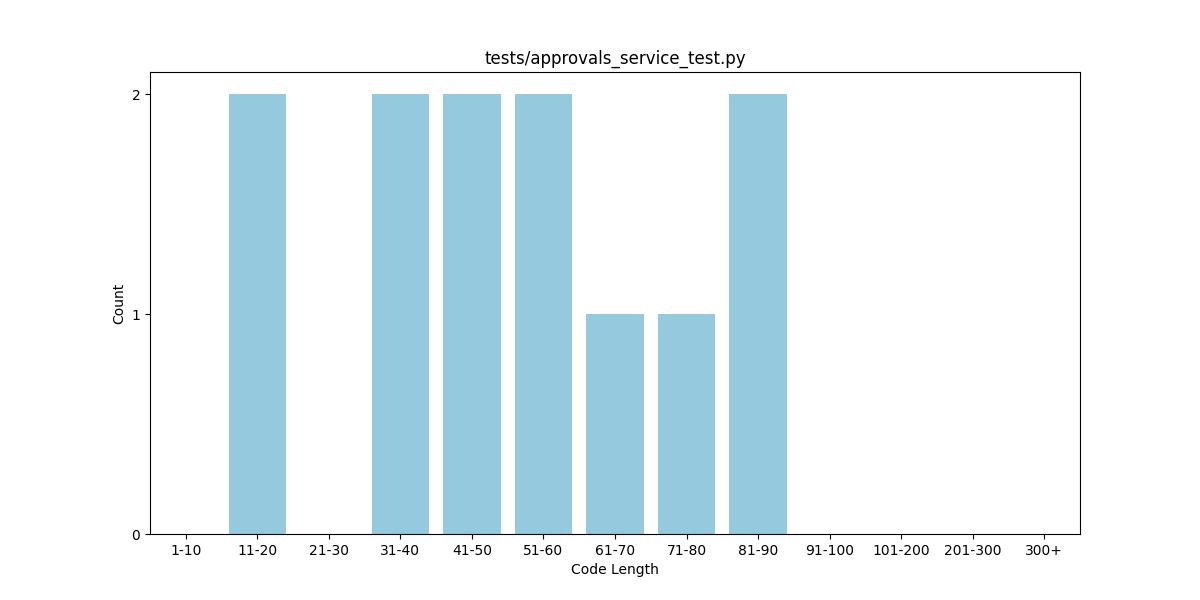 tests/approvals_service_test.py
2
1
0
Count
1-10 11-20 21-30 31-40 41-50 51-60 61-70 71-80 81-90 91-100 101-200 201-300 300+
Code Length